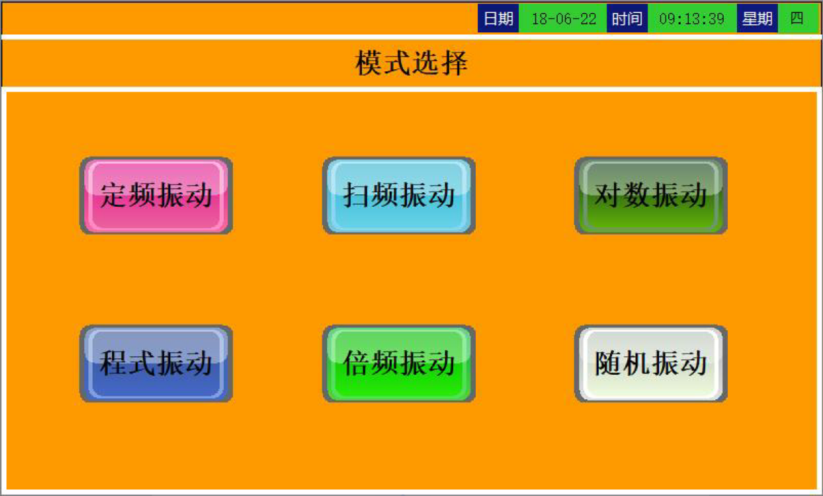 日期 18-06-22 时间 09:13:39 星期 四
模式选择
定频振动 扫频振动 对数振动
程式振动 倍频振动 随机振动